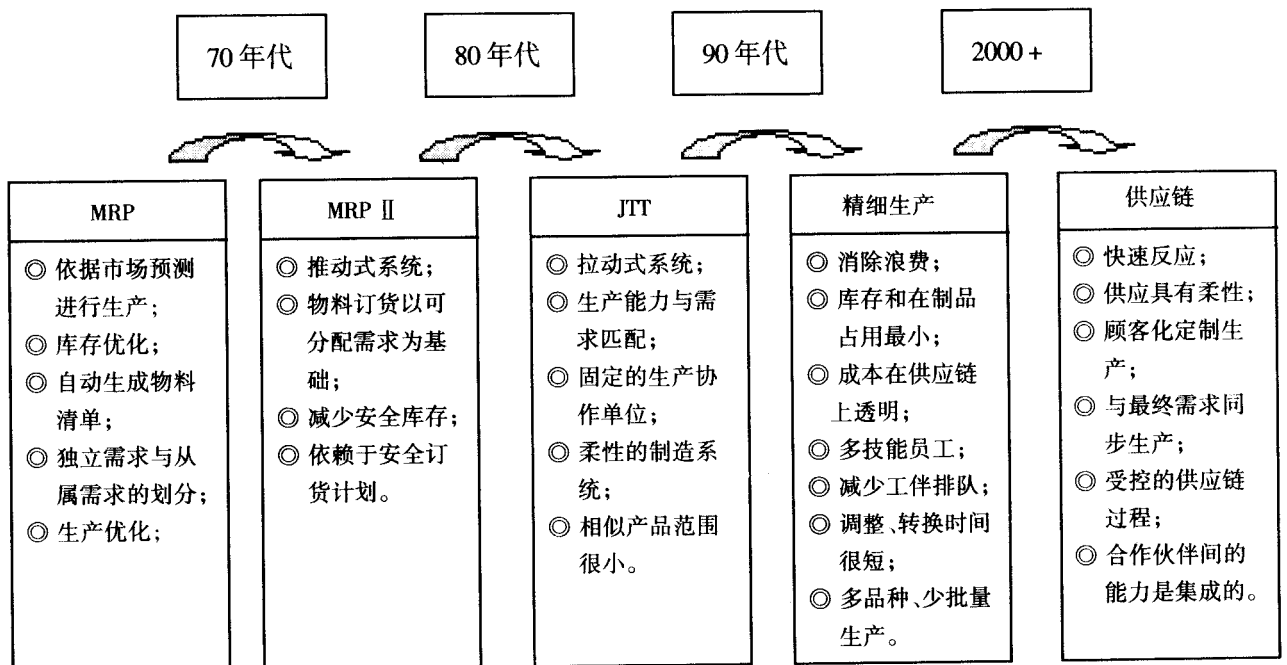 70年代
80年代
90年代
2000+
MRP
◎ 依据市场预测
进行生产;
◎ 库存优化;
◎ 自动生成物料
清单;
◎ 独立需求与从
属需求的划分;
◎ 生产优化;
MRP Ⅱ
◎ 推动式系统;
◎ 物料订货以可
分配需求为基
础;
◎ 减少安全库存;
◎ 依赖于安全订
货计划。
JTT
◎ 拉动式系统;
◎ 生产能力与需
求匹配;
◎ 固定的生产协
作单位;
◎ 柔性的制造系
统;
◎ 相似产品范围
很小。
精细生产
◎ 消除浪费;
◎ 库存和在制品
占用最小;
◎ 成本在供应链
上透明;
◎ 多技能员工;
◎ 减少工伴排队;
◎ 调整、转换时间
很短;
◎ 多品种、少批量
生产。
供应链
◎ 快速反应;
◎ 供应具有柔性;
◎ 顾客化定制生
产;
◎ 与最终需求同
步生产;
◎ 受控的供应链
过程;
◎ 合作伙伴间的
能力是集成的。